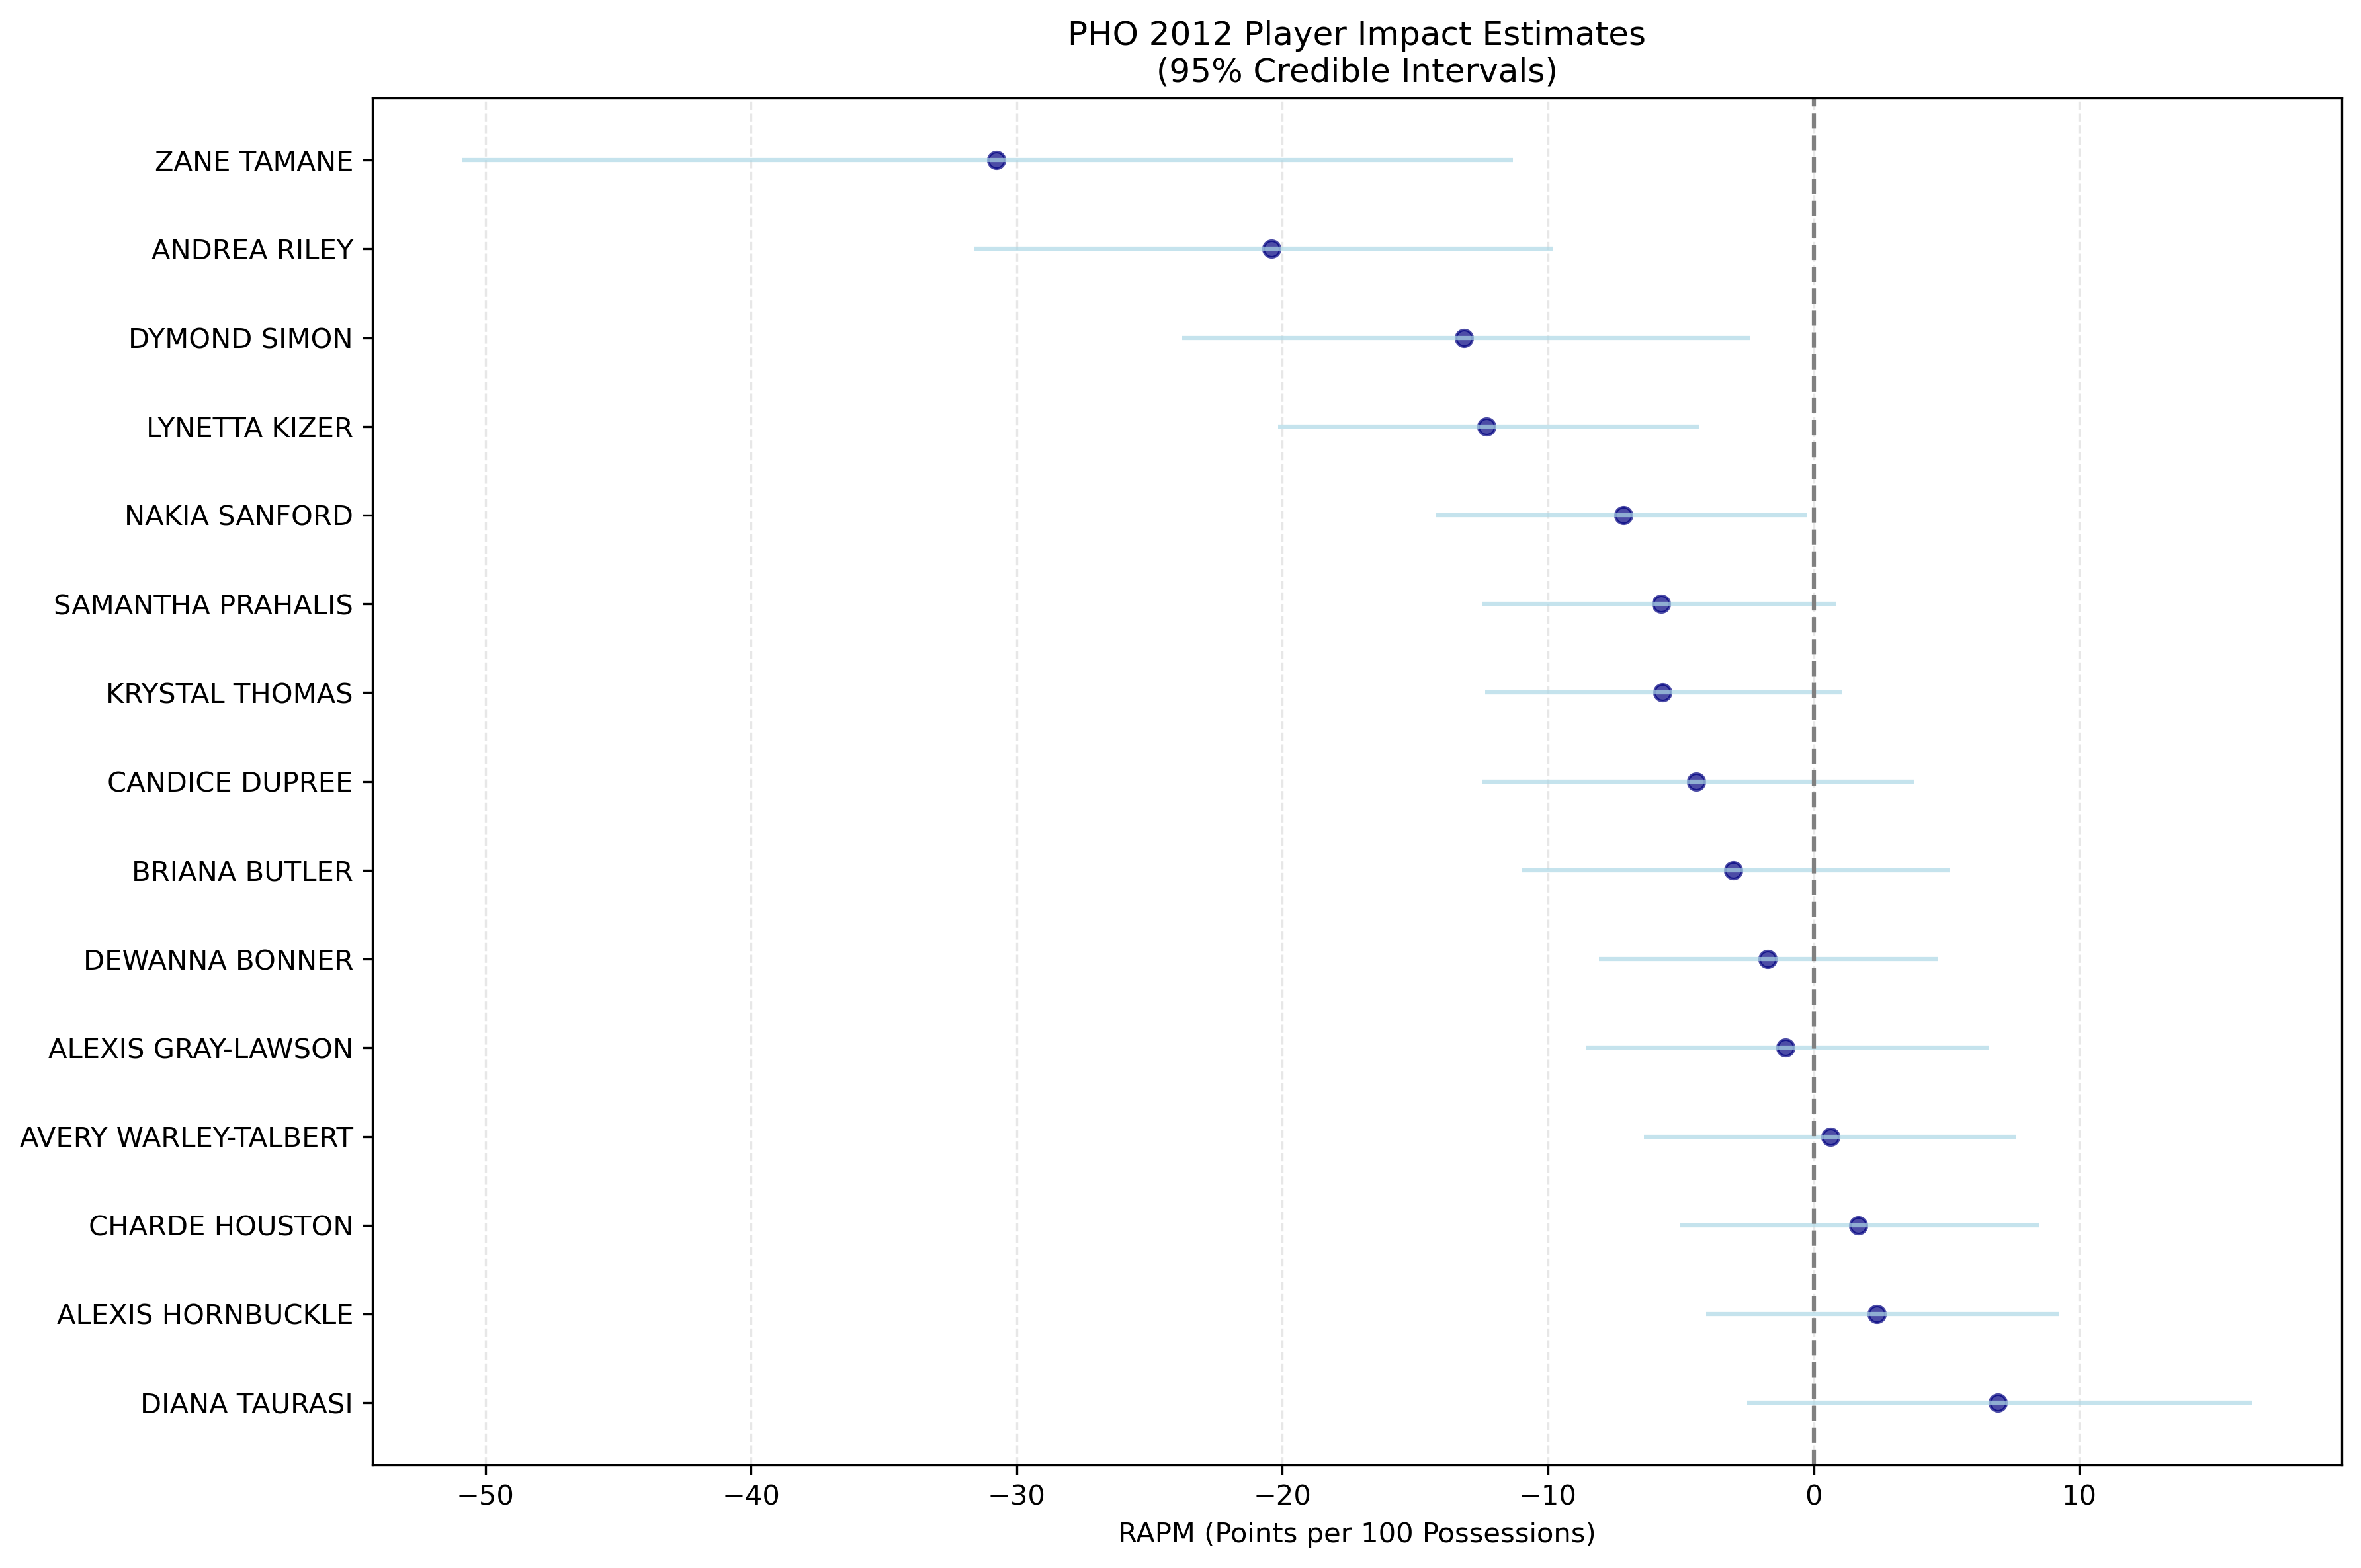 PHO 2012 Player Impact Estimates
(95% Credible Intervals)
ZANE TAMANE
ANDREA RILEY
DYMOND SIMON
LYNETTA KIZER
NAKIA SANFORD
SAMANTHA PRAHALIS
KRYSTAL THOMAS
CANDICE DUPREE
BRIANA BUTLER
DEWANNA BONNER
ALEXIS GRAY-LAWSON
AVERY WARLEY-TALBERT
CHARDE HOUSTON
ALEXIS HORNBUCKLE
DIANA TAURASI
−50 −40 −30 −20 −10 0 10
RAPM (Points per 100 Possessions)